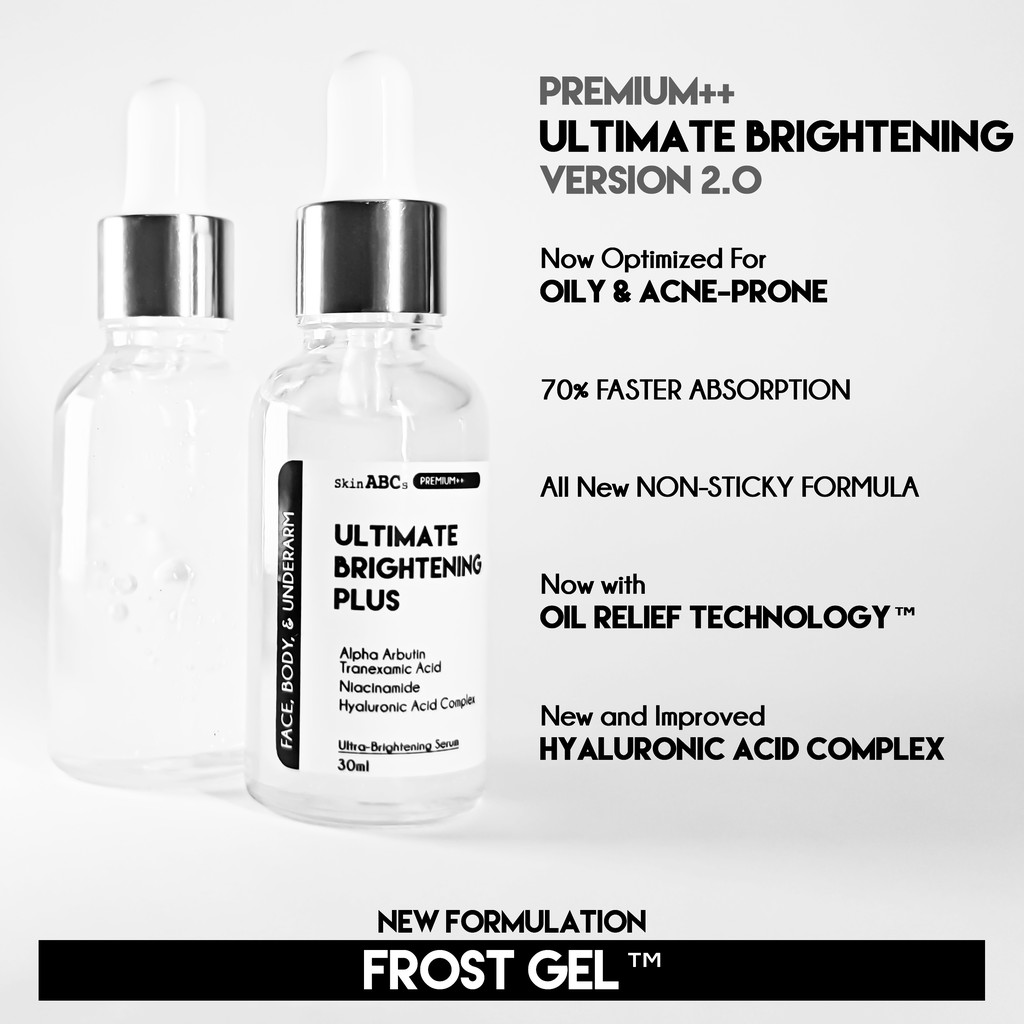 PREMIUM++
ULTIMATE BRIGHTENING
VERSION 2.0
Now Optimized For
OILY & ACNE-PRONE
70% FASTER ABSORPTION
All New NON-STICKY FORMULA
Now with
OIL RELIEF TECHNOLOGY™
New and Improved
HYALURONIC ACID COMPLEX
skinABCs PREMIUM++
ULTIMATE
BRIGHTENING
PLUS
Alpha Arbutin
Tranexamic Acid
Niacinamide
Hyaluronic Acid Complex
Ultra-Brightening Serum
30ml
FACE, BODY, & UNDERARM
NEW FORMULATION
FROST GEL™